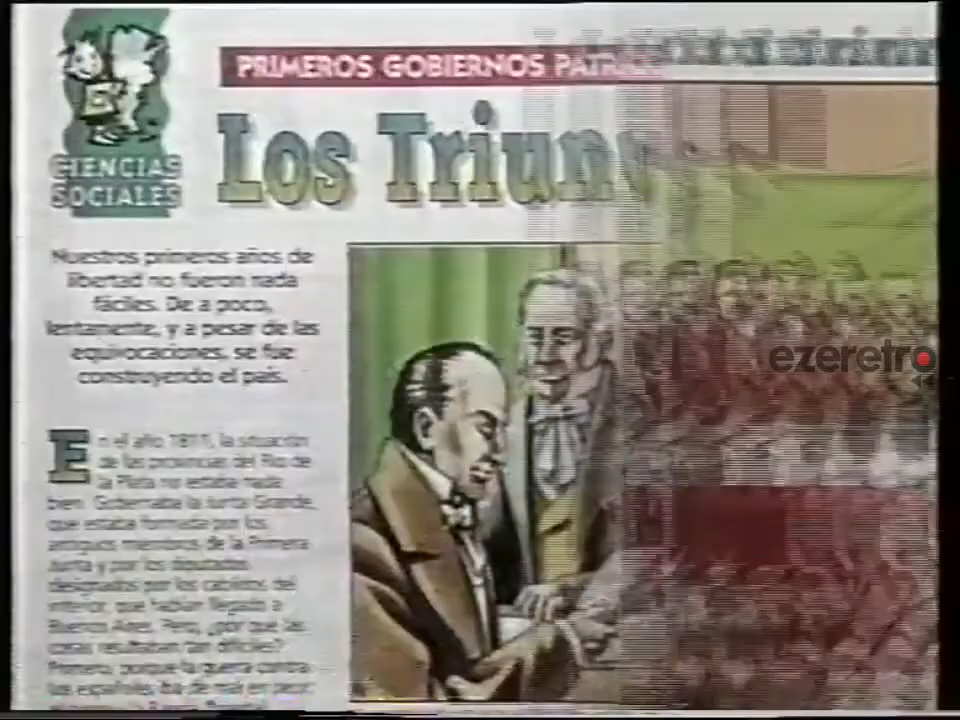 PRIMEROS GOBIERNOS PATRIOS
Los Triunv
CIENCIAS
SOCIALES
Nuestros primeros años de
libertad no fueron nada
fáciles. De a poco,
lentamente, y a pesar de las
equivocaciones, se fue
construyendo el país.
ezeretro
En el año 1811, la situación
de las provincias del Río de
la Plata no estaba nada
bien. Gobernaba la Junta Grande,
que estaba formada por los
antiguos miembros de la Primera
Junta y por los diputados
designados por los cabildos del
interior, que habían llegado a
Buenos Aires. Pero, ¿por qué las
cosas resultaban tan difíciles?
Primero, porque la guerra contra
los españoles iba de mal en peor